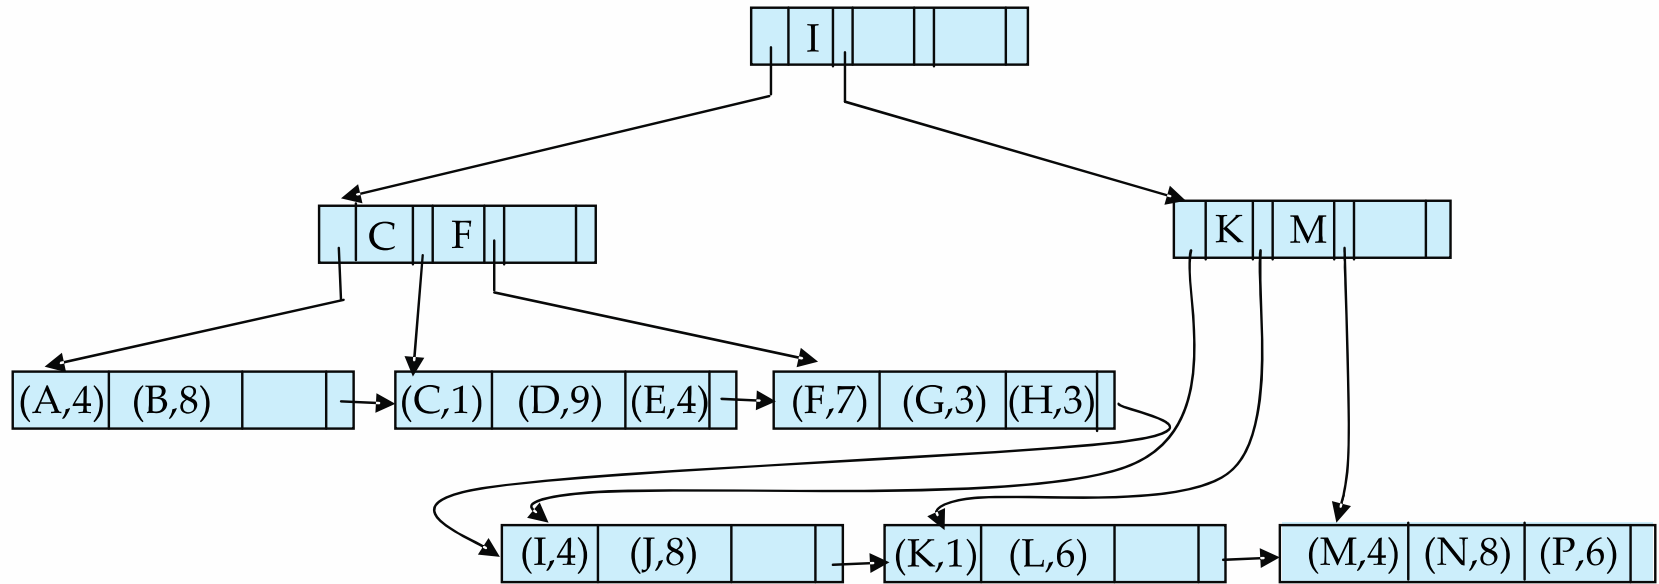 I
C F
K M
(A,4) (B,8)
(C,1) (D,9) (E,4)
(F,7) (G,3) (H,3)
(I,4) (J,8)
(K,1) (L,6)
(M,4) (N,8) (P,6)